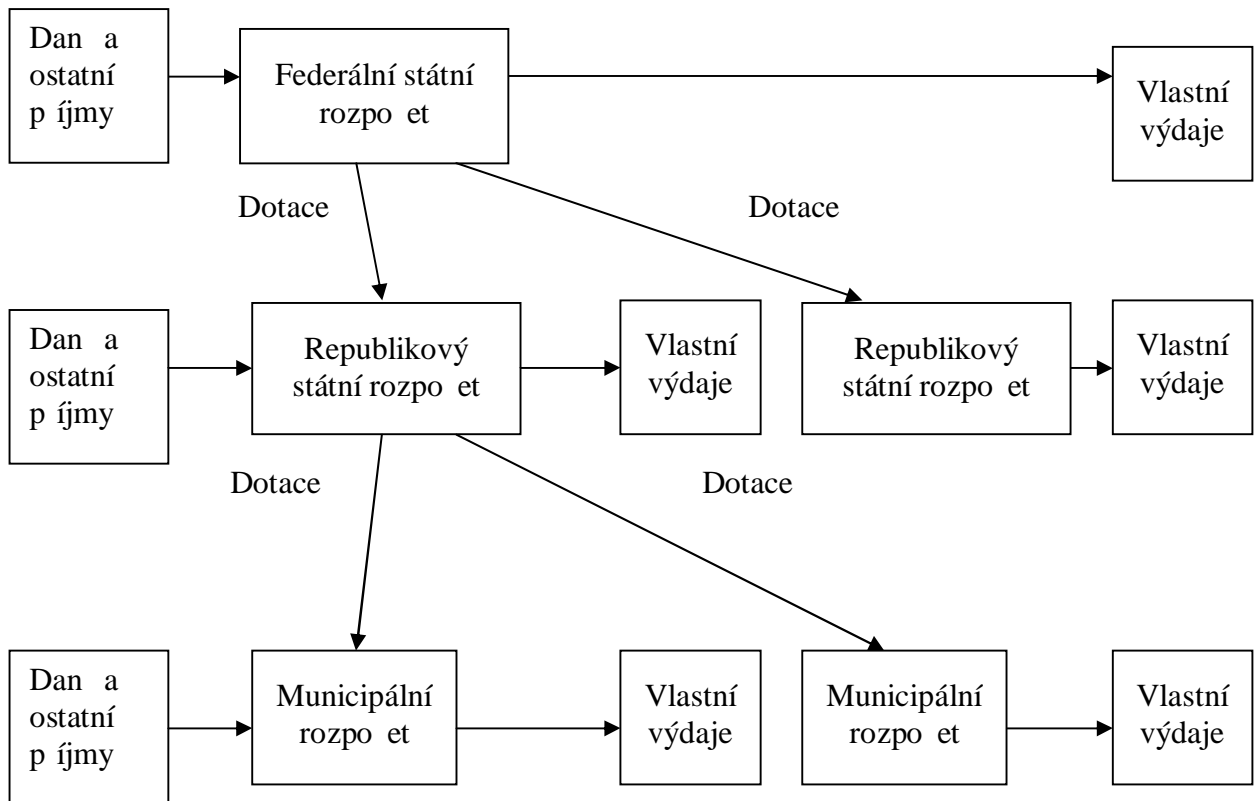 Dan a
ostatní
p íjmy
Federální státní
rozpo et
Vlastní
výdaje
Dotace
Dotace
Dan a
ostatní
p íjmy
Republikový
státní rozpo et
Vlastní
výdaje
Republikový
státní rozpo et
Vlastní
výdaje
Dotace
Dotace
Dan a
ostatní
p íjmy
Municipální
rozpo et
Vlastní
výdaje
Municipální
rozpo et
Vlastní
výdaje